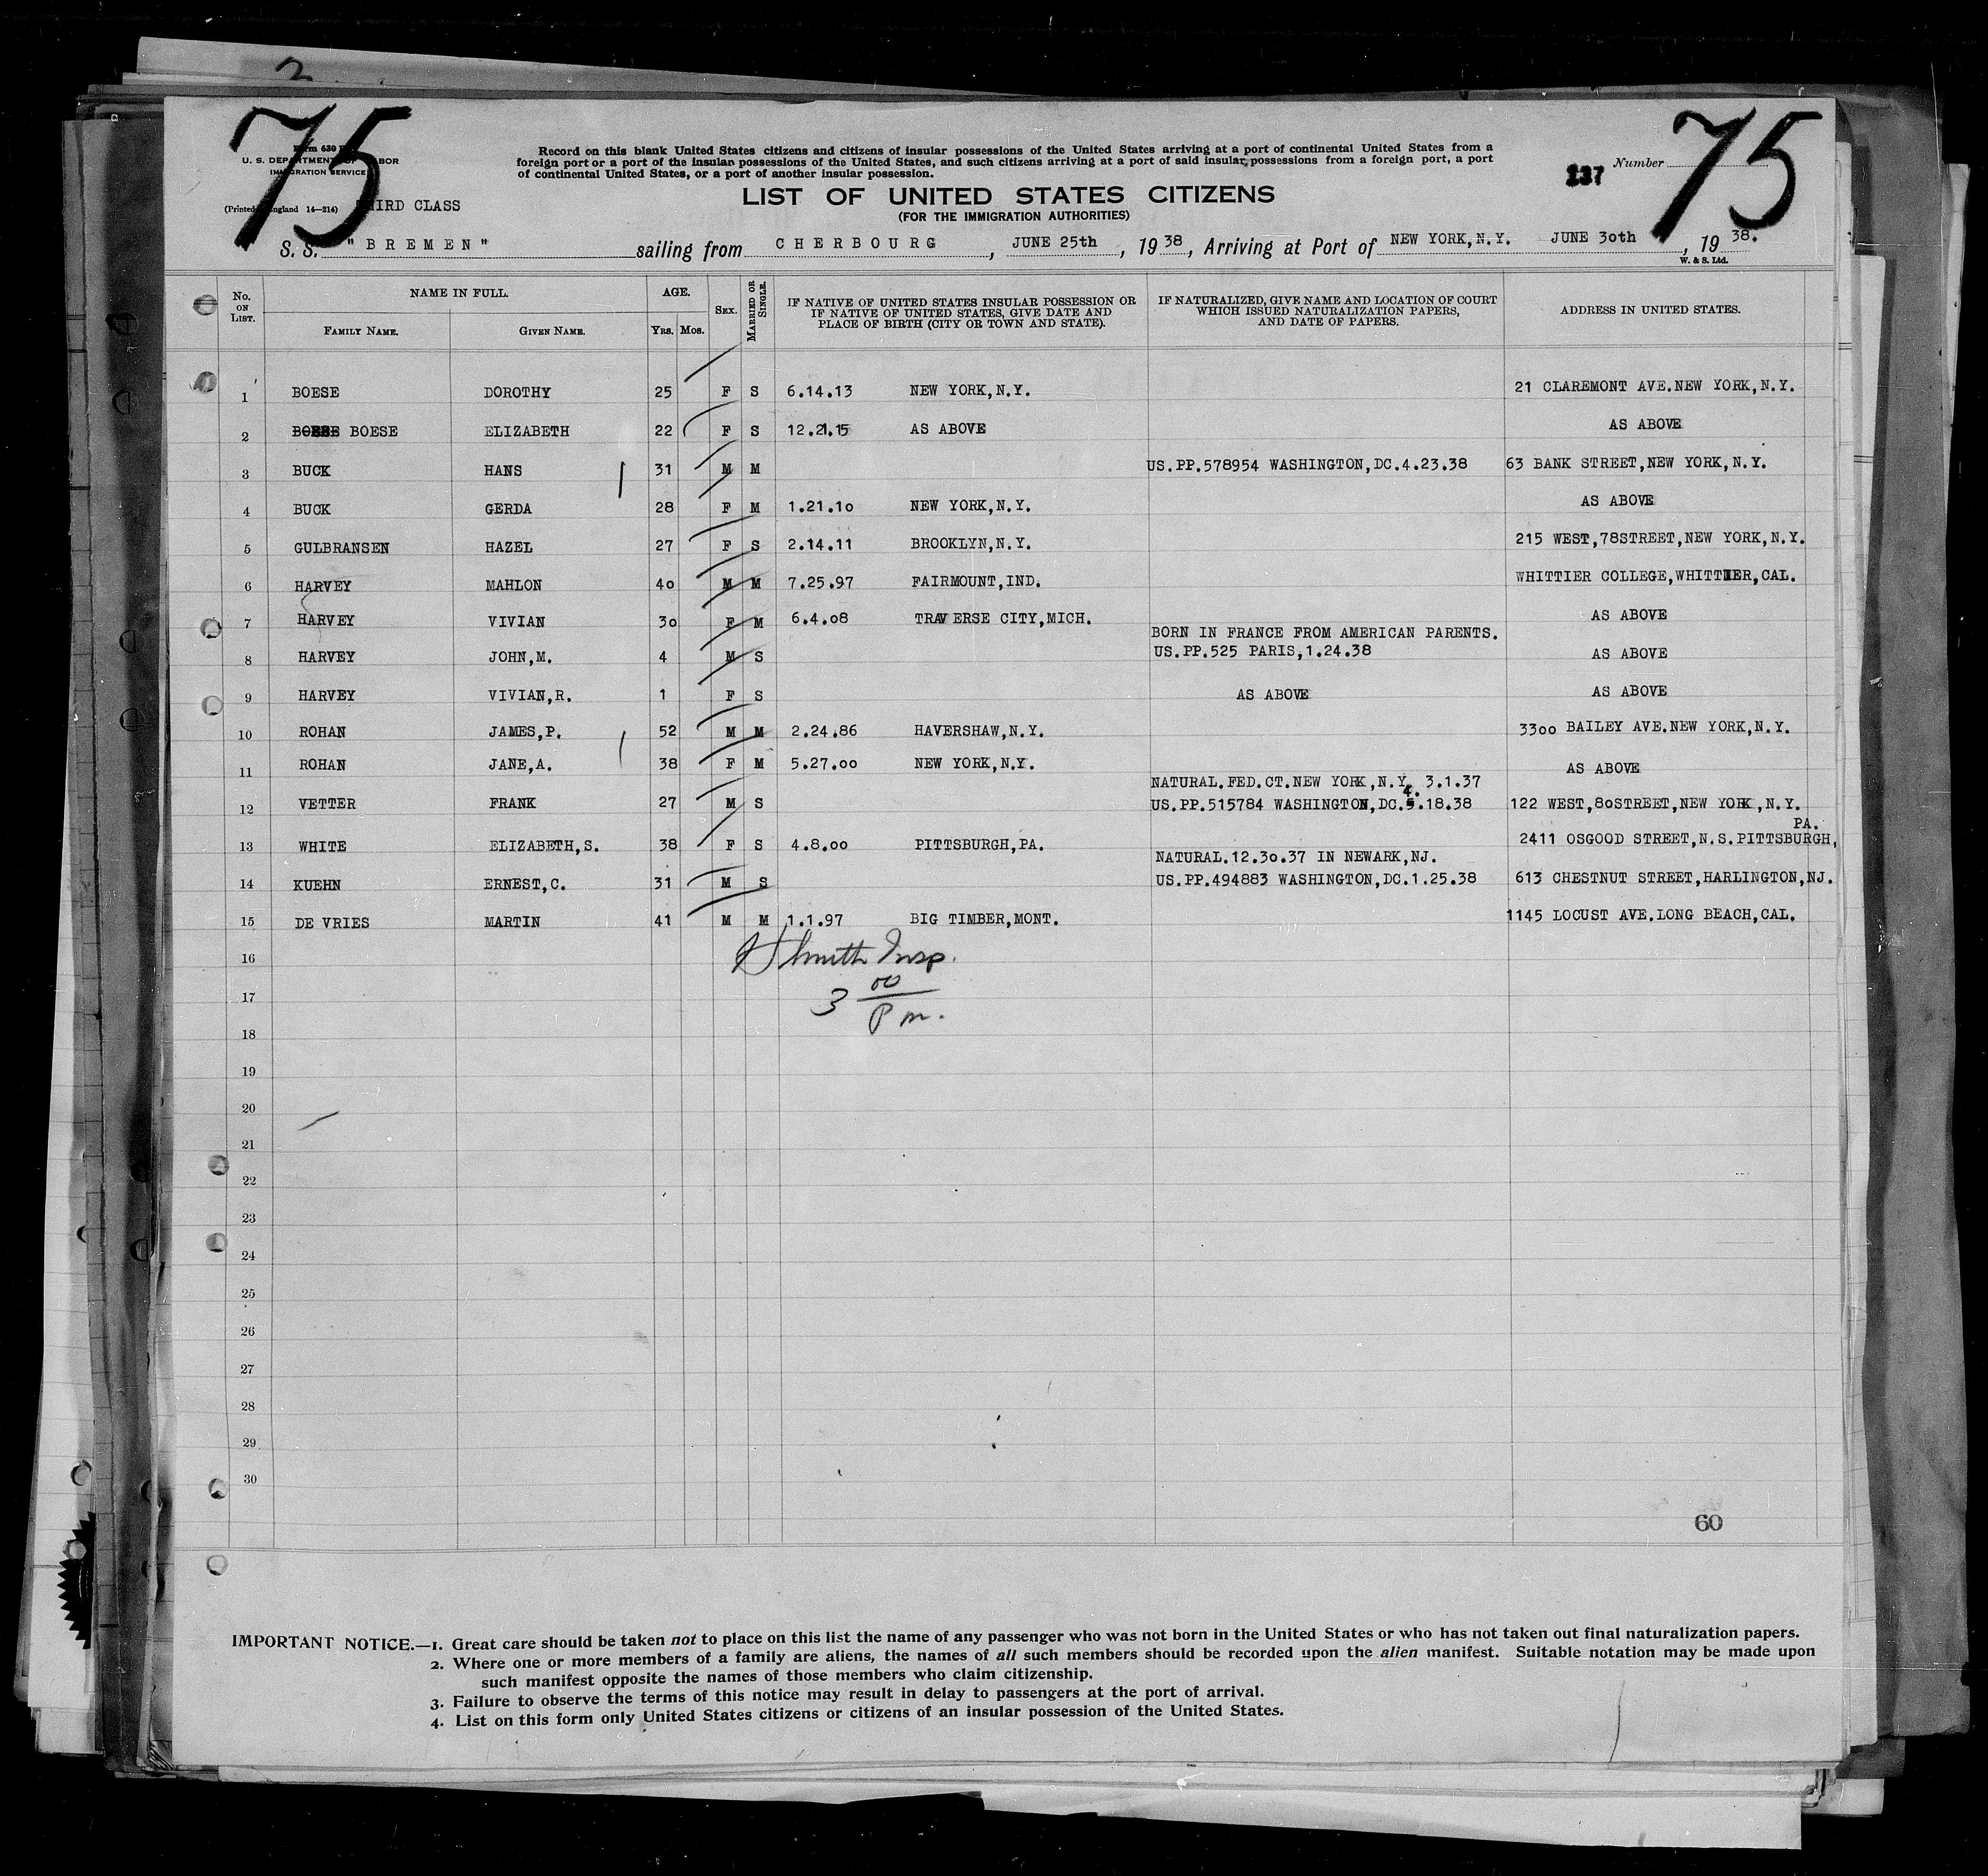 2
75
75
Form 630
U. S. DEPARTMENT OF LABOR
IMMIGRATION SERVICE
(Printed England 14—214) THIRD CLASS
Record on this blank United States citizens and citizens of insular possessions of the United States arriving at a port of continental United States from a
foreign port or a port of the insular possessions of the United States, and such citizens arriving at a port of said insular possessions from a foreign port, a port
of continental United States, or a port of another insular possession.
Number
137
LIST OF UNITED STATES CITIZENS
(FOR THE IMMIGRATION AUTHORITIES)
S. S. "BREMEN" sailing from CHERBOURG, JUNE 25th, 1938, Arriving at Port of NEW YORK,N.Y. JUNE 30th, 1938.
W. & S. Ltd.
No. ON LIST. NAME IN FULL. FAMILY NAME. GIVEN NAME. AGE. YRS. MOS. SEX. MARRIED OR SINGLE. IF NATIVE OF UNITED STATES INSULAR POSSESSION OR IF NATIVE OF UNITED STATES, GIVE DATE AND PLACE OF BIRTH (CITY OR TOWN AND STATE). IF NATURALIZED, GIVE NAME AND LOCATION OF COURT WHICH ISSUED NATURALIZATION PAPERS, AND DATE OF PAPERS. ADDRESS IN UNITED STATES.
1 BOESE DOROTHY 25 F S 6.14.13 NEW YORK,N.Y. 21 CLAREMONT AVE.NEW YORK,N.Y.
2 BOESE BOESE ELIZABETH 22 F S 12.21.15 AS ABOVE AS ABOVE
3 BUCK HANS 31 M M US.PP.578954 WASHINGTON,DC.4.23.38 63 BANK STREET,NEW YORK,N.Y.
4 BUCK GERDA 28 F M 1.21.10 NEW YORK,N.Y. AS ABOVE
5 GULBRANSEN HAZEL 27 F S 2.14.11 BROOKLYN,N.Y. 215 WEST,78STREET,NEW YORK,N.Y.
6 HARVEY MAHLON 40 M M 7.25.97 FAIRMOUNT,IND. WHITTIER COLLEGE,WHITTIER,CAL.
7 HARVEY VIVIAN 30 F M 6.4.08 TRAVERSE CITY,MICH. AS ABOVE
BORN IN FRANCE FROM AMERICAN PARENTS.
8 HARVEY JOHN,M. 4 M S US.PP.525 PARIS,1.24.38 AS ABOVE
9 HARVEY VIVIAN,R. 1 F S AS ABOVE AS ABOVE
10 ROHAN JAMES,P. 52 M M 2.24.86 HAVERSHAW,N.Y. 3300 BAILEY AVE.NEW YORK,N.Y.
11 ROHAN JANE,A. 38 F M 5.27.00 NEW YORK,N.Y. AS ABOVE
NATURAL.FED.CT.NEW YORK,N.Y. 3.1.37
12 VETTER FRANK 27 M S US.PP.515784 WASHINGTON,DC.4.18.38 122 WEST,80STREET,NEW YORK,N.Y.
PA.
13 WHITE ELIZABETH,S. 38 F S 4.8.00 PITTSBURGH,PA. 2411 OSGOOD STREET,N.S.PITTSBURGH,
NATURAL.12.30.37 IN NEWARK,NJ.
14 KUEHN ERNEST,C. 31 M S US.PP.494883 WASHINGTON,DC.1.25.38 613 CHESTNUT STREET,HARLINGTON,NJ.
15 DE VRIES MARTIN 41 M M 1.1.97 BIG TIMBER,MONT. 1145 LOCUST AVE.LONG BEACH,CAL.
16 Smith Insp.
17 3 00
18 P m.
19
20
21
22
23
24
25
26
27
28
29
30
60
IMPORTANT NOTICE.—1. Great care should be taken not to place on this list the name of any passenger who was not born in the United States or who has not taken out final naturalization papers.
2. Where one or more members of a family are aliens, the names of all such members should be recorded upon the alien manifest. Suitable notation may be made upon
such manifest opposite the names of those members who claim citizenship.
3. Failure to observe the terms of this notice may result in delay to passengers at the port of arrival.
4. List on this form only United States citizens or citizens of an insular possession of the United States.